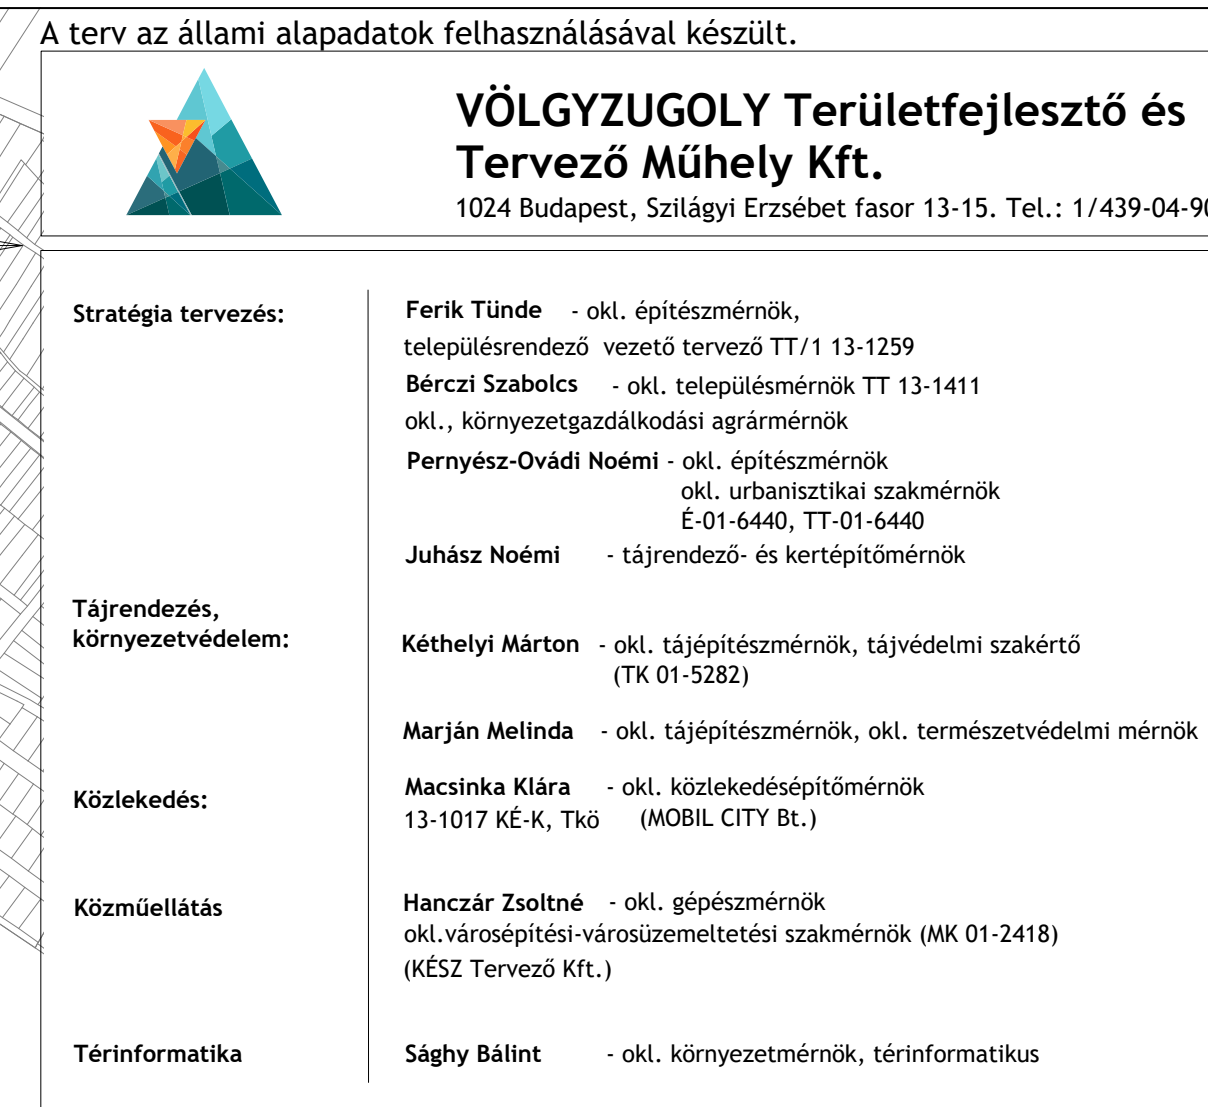 A terv az állami alapadatok felhasználásával készült.
VÖLGYZUGOLY Területfejlesztő és
Tervező Műhely Kft.
1024 Budapest, Szilágyi Erzsébet fasor 13-15. Tel.: 1/439-04-90
Stratégia tervezés:
Ferik Tünde - okl. építészmérnök,
településrendező vezető tervező TT/1 13-1259
Bérczi Szabolcs - okl. településmérnök TT 13-1411
okl., környezetgazdálkodási agrármérnök
Pernyész-Ovádi Noémi - okl. építészmérnök
okl. urbanisztikai szakmérnök
É-01-6440, TT-01-6440
Juhász Noémi - tájrendező- és kertépítőmérnök
Tájrendezés,
környezetvédelem:
Kéthelyi Márton - okl. tájépítészmérnök, tájvédelmi szakértő
(TK 01-5282)
Marján Melinda - okl. tájépítészmérnök, okl. természetvédelmi mérnök
Közlekedés:
Macsinka Klára - okl. közlekedésépítőmérnök
13-1017 KÉ-K, Tkö (MOBIL CITY Bt.)
Közműellátás
Hanczár Zsoltné - okl. gépészmérnök
okl.városépítési-városüzemeltetési szakmérnök (MK 01-2418)
(KÉSZ Tervező Kft.)
Térinformatika
Sághy Bálint - okl. környezetmérnök, térinformatikus